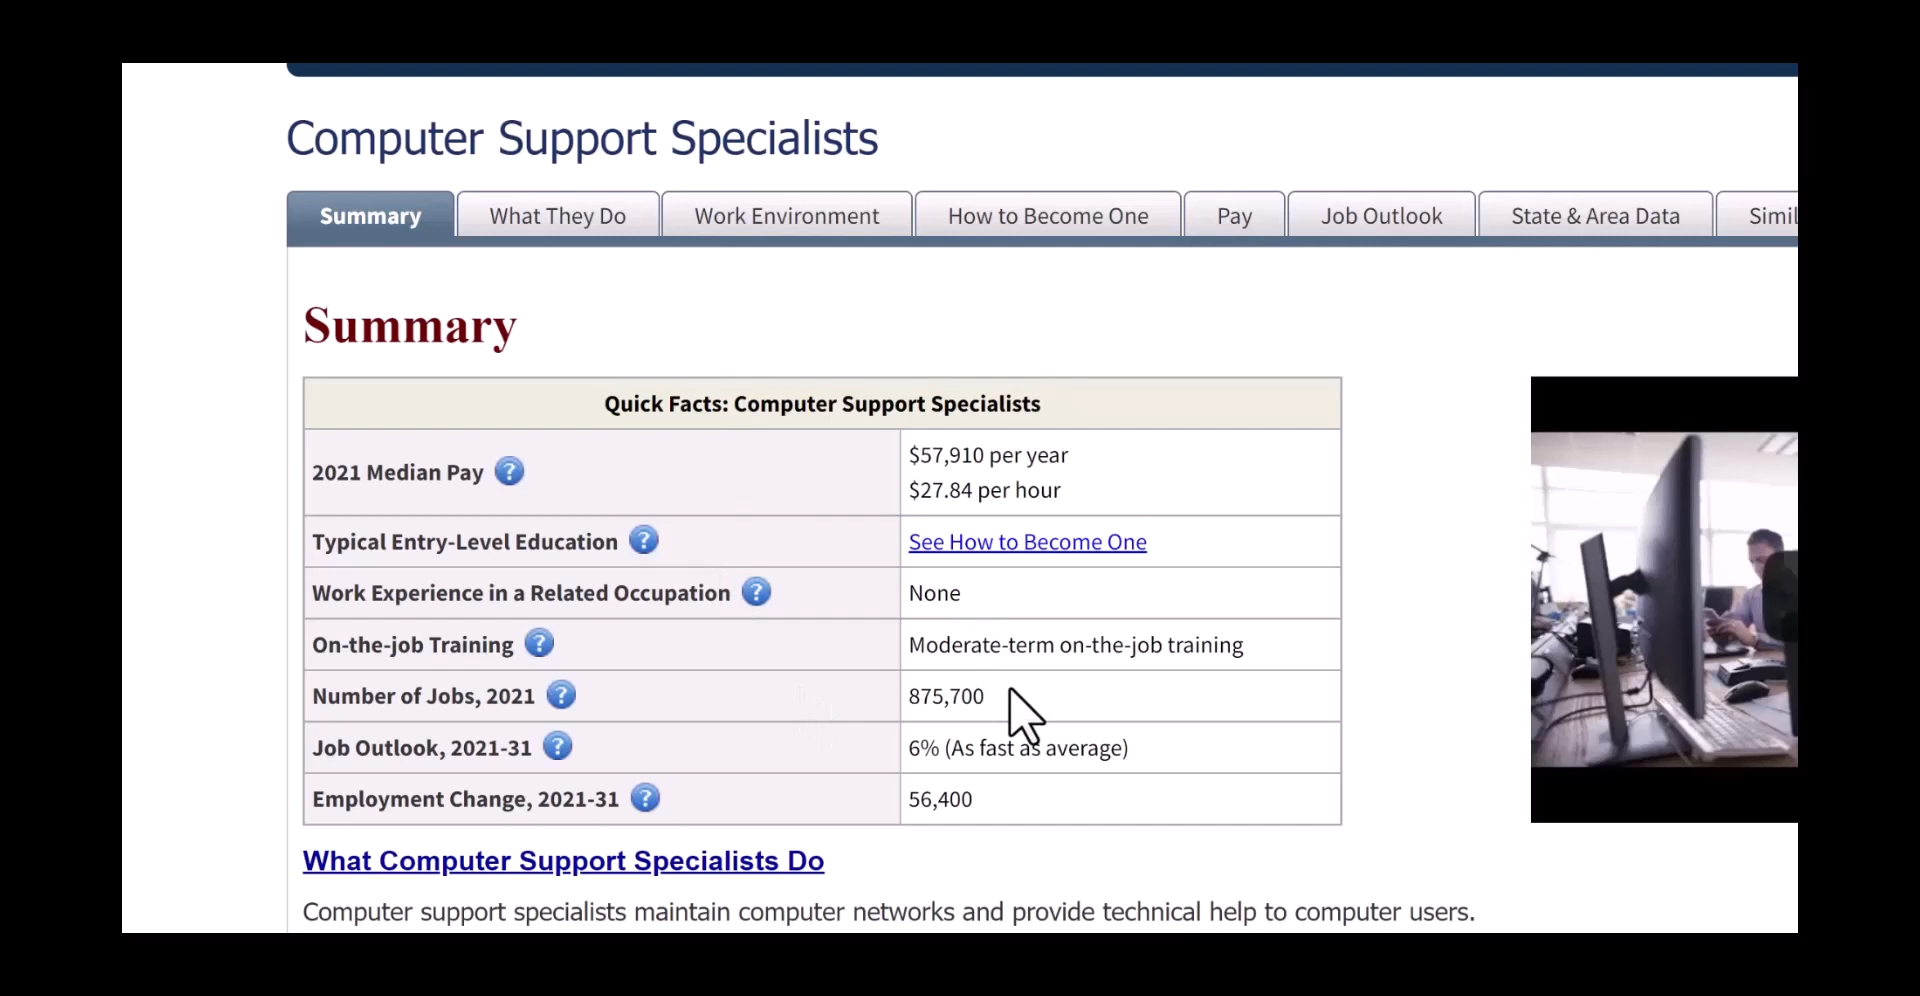 Computer Support Specialists
Summary
What They Do
Work Environment
How to Become One
Pay
Job Outlook
State & Area Data
Simil
Summary
Quick Facts: Computer Support Specialists
2021 Median Pay ?
$57,910 per year
$27.84 per hour
Typical Entry-Level Education ?
See How to Become One
Work Experience in a Related Occupation ?
None
On-the-job Training ?
Moderate-term on-the-job training
Number of Jobs, 2021 ?
875,700
Job Outlook, 2021-31 ?
6% (As fast as average)
Employment Change, 2021-31 ?
56,400
What Computer Support Specialists Do
Computer support specialists maintain computer networks and provide technical help to computer users.